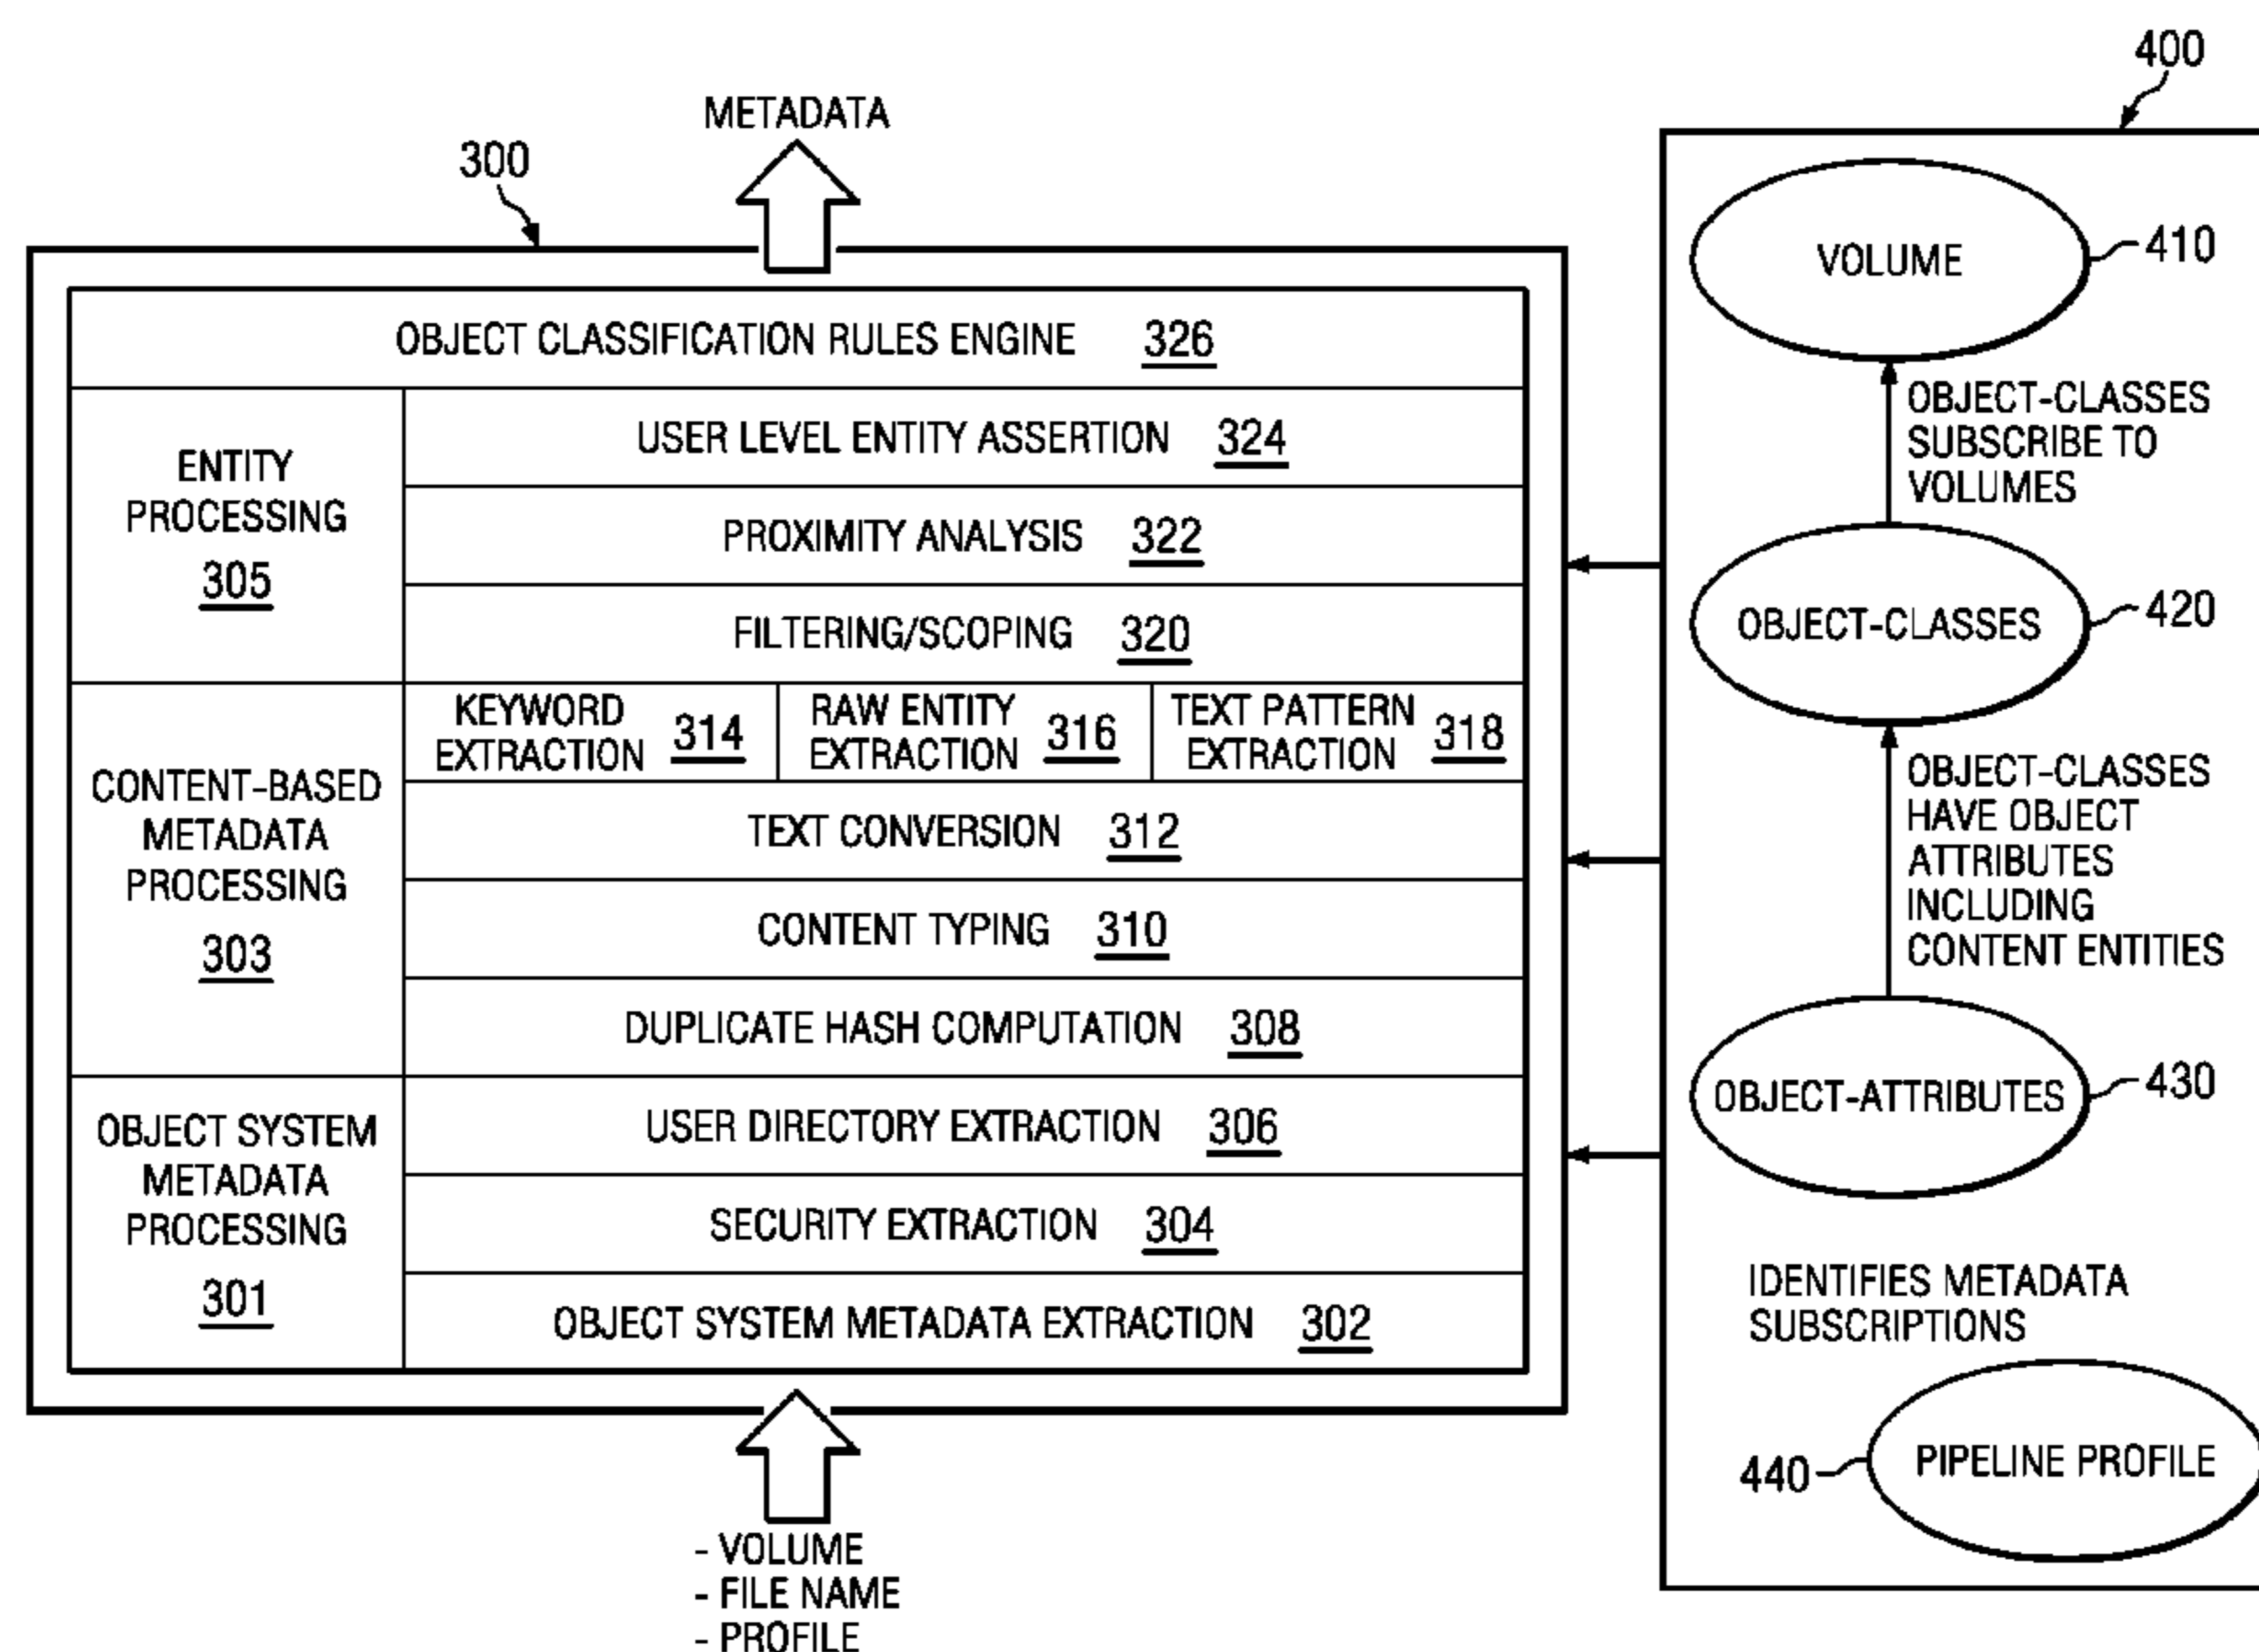 400
METADATA
300
OBJECT CLASSIFICATION RULES ENGINE 326
ENTITY
PROCESSING
305
USER LEVEL ENTITY ASSERTION 324
PROXIMITY ANALYSIS 322
FILTERING/SCOPING 320
CONTENT-BASED
METADATA
PROCESSING
303
KEYWORD
EXTRACTION 314
RAW ENTITY
EXTRACTION 316
TEXT PATTERN
EXTRACTION 318
TEXT CONVERSION 312
CONTENT TYPING 310
DUPLICATE HASH COMPUTATION 308
OBJECT SYSTEM
METADATA
PROCESSING
301
USER DIRECTORY EXTRACTION 306
SECURITY EXTRACTION 304
OBJECT SYSTEM METADATA EXTRACTION 302
- VOLUME
- FILE NAME
- PROFILE
VOLUME
410
OBJECT-CLASSES
SUBSCRIBE TO
VOLUMES
OBJECT-CLASSES
420
OBJECT-CLASSES
HAVE OBJECT
ATTRIBUTES
INCLUDING
CONTENT ENTITIES
OBJECT-ATTRIBUTES
430
IDENTIFIES METADATA
SUBSCRIPTIONS
440
PIPELINE PROFILE